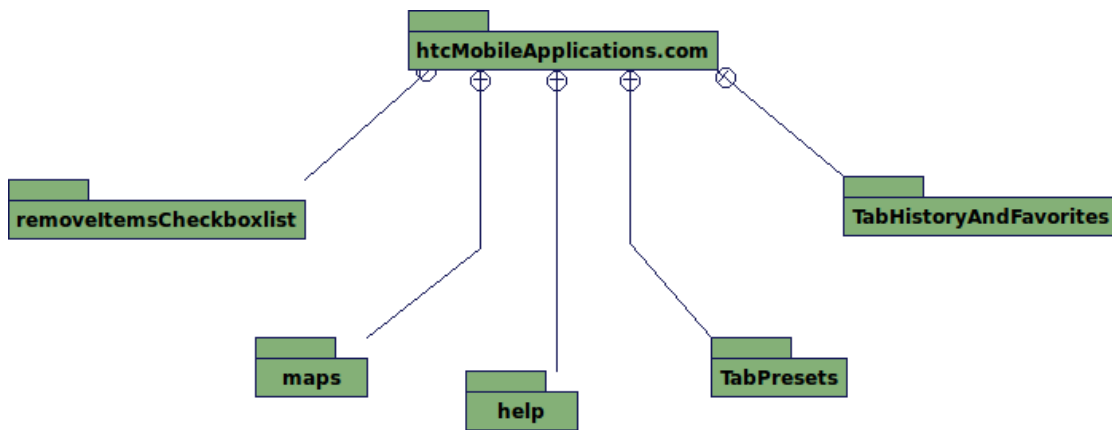 htcMobileApplications.com
removeItemsCheckboxlist
TabHistoryAndFavorites
maps
TabPresets
help